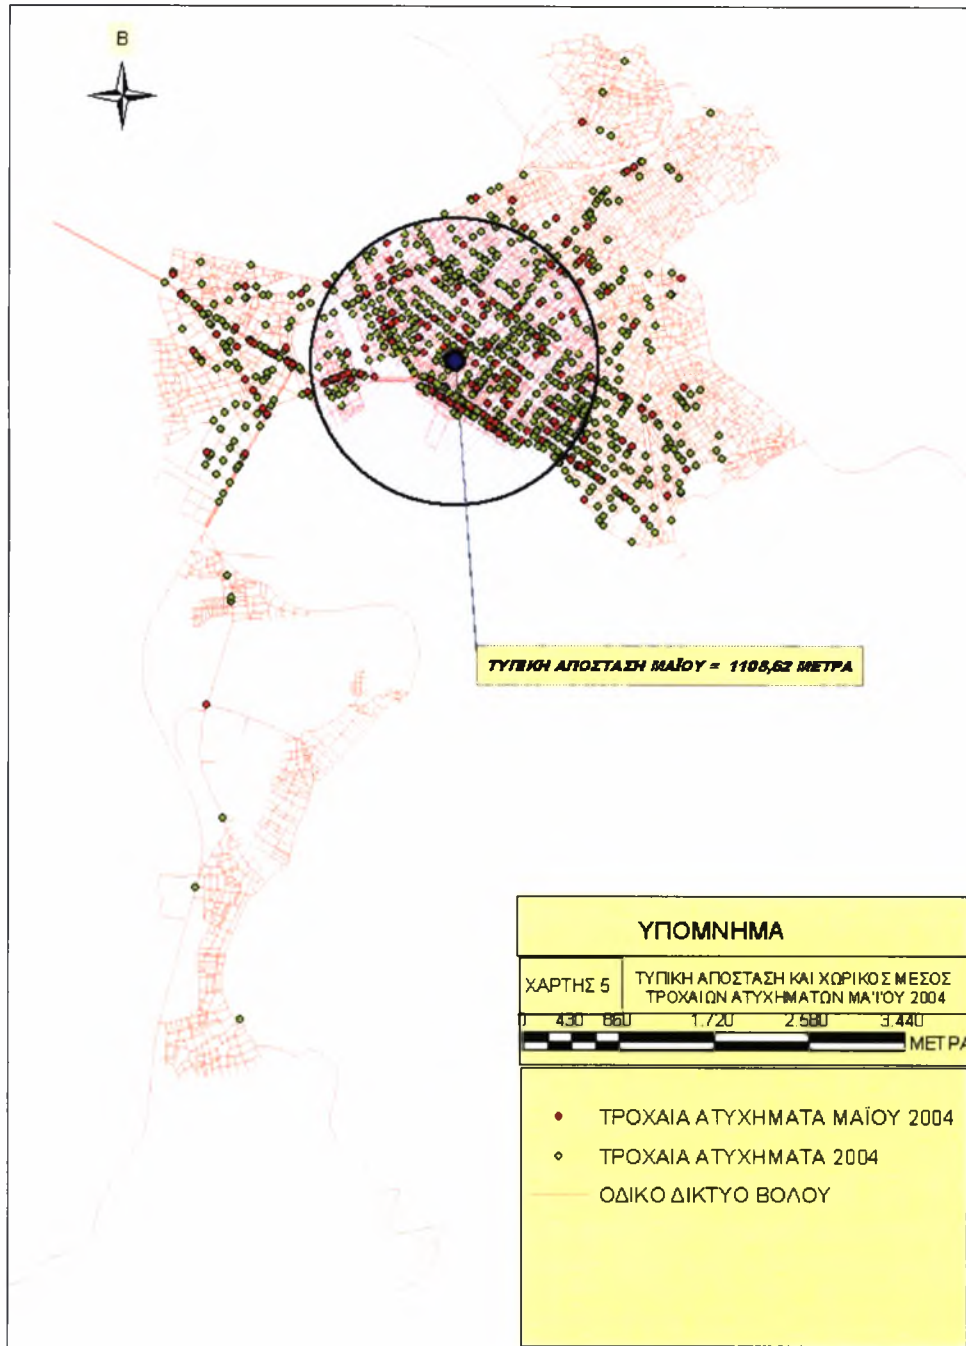 Β
ΤΥΠΙΚΗ ΑΠΟΣΤΑΣΗ ΜΑΪΟΥ = 1108,62 ΜΕΤΡΑ
ΥΠΟΜΝΗΜΑ
ΧΑΡΤΗΣ 5
ΤΥΠΙΚΗ ΑΠΟΣΤΑΣΗ ΚΑΙ ΧΩΡΙΚΟΣ ΜΕΣΟΣ
ΤΡΟΧΑΙΩΝ ΑΤΥΧΗΜΑΤΩΝ ΜΑΪΟΥ 2004
0 430 860 1.720 2.580 3.440
ΜΕΤΡΑ
ΤΡΟΧΑΙΑ ΑΤΥΧΗΜΑΤΑ ΜΑΪΟΥ 2004
ΤΡΟΧΑΙΑ ΑΤΥΧΗΜΑΤΑ 2004
ΟΔΙΚΟ ΔΙΚΤΥΟ ΒΟΛΟΥ